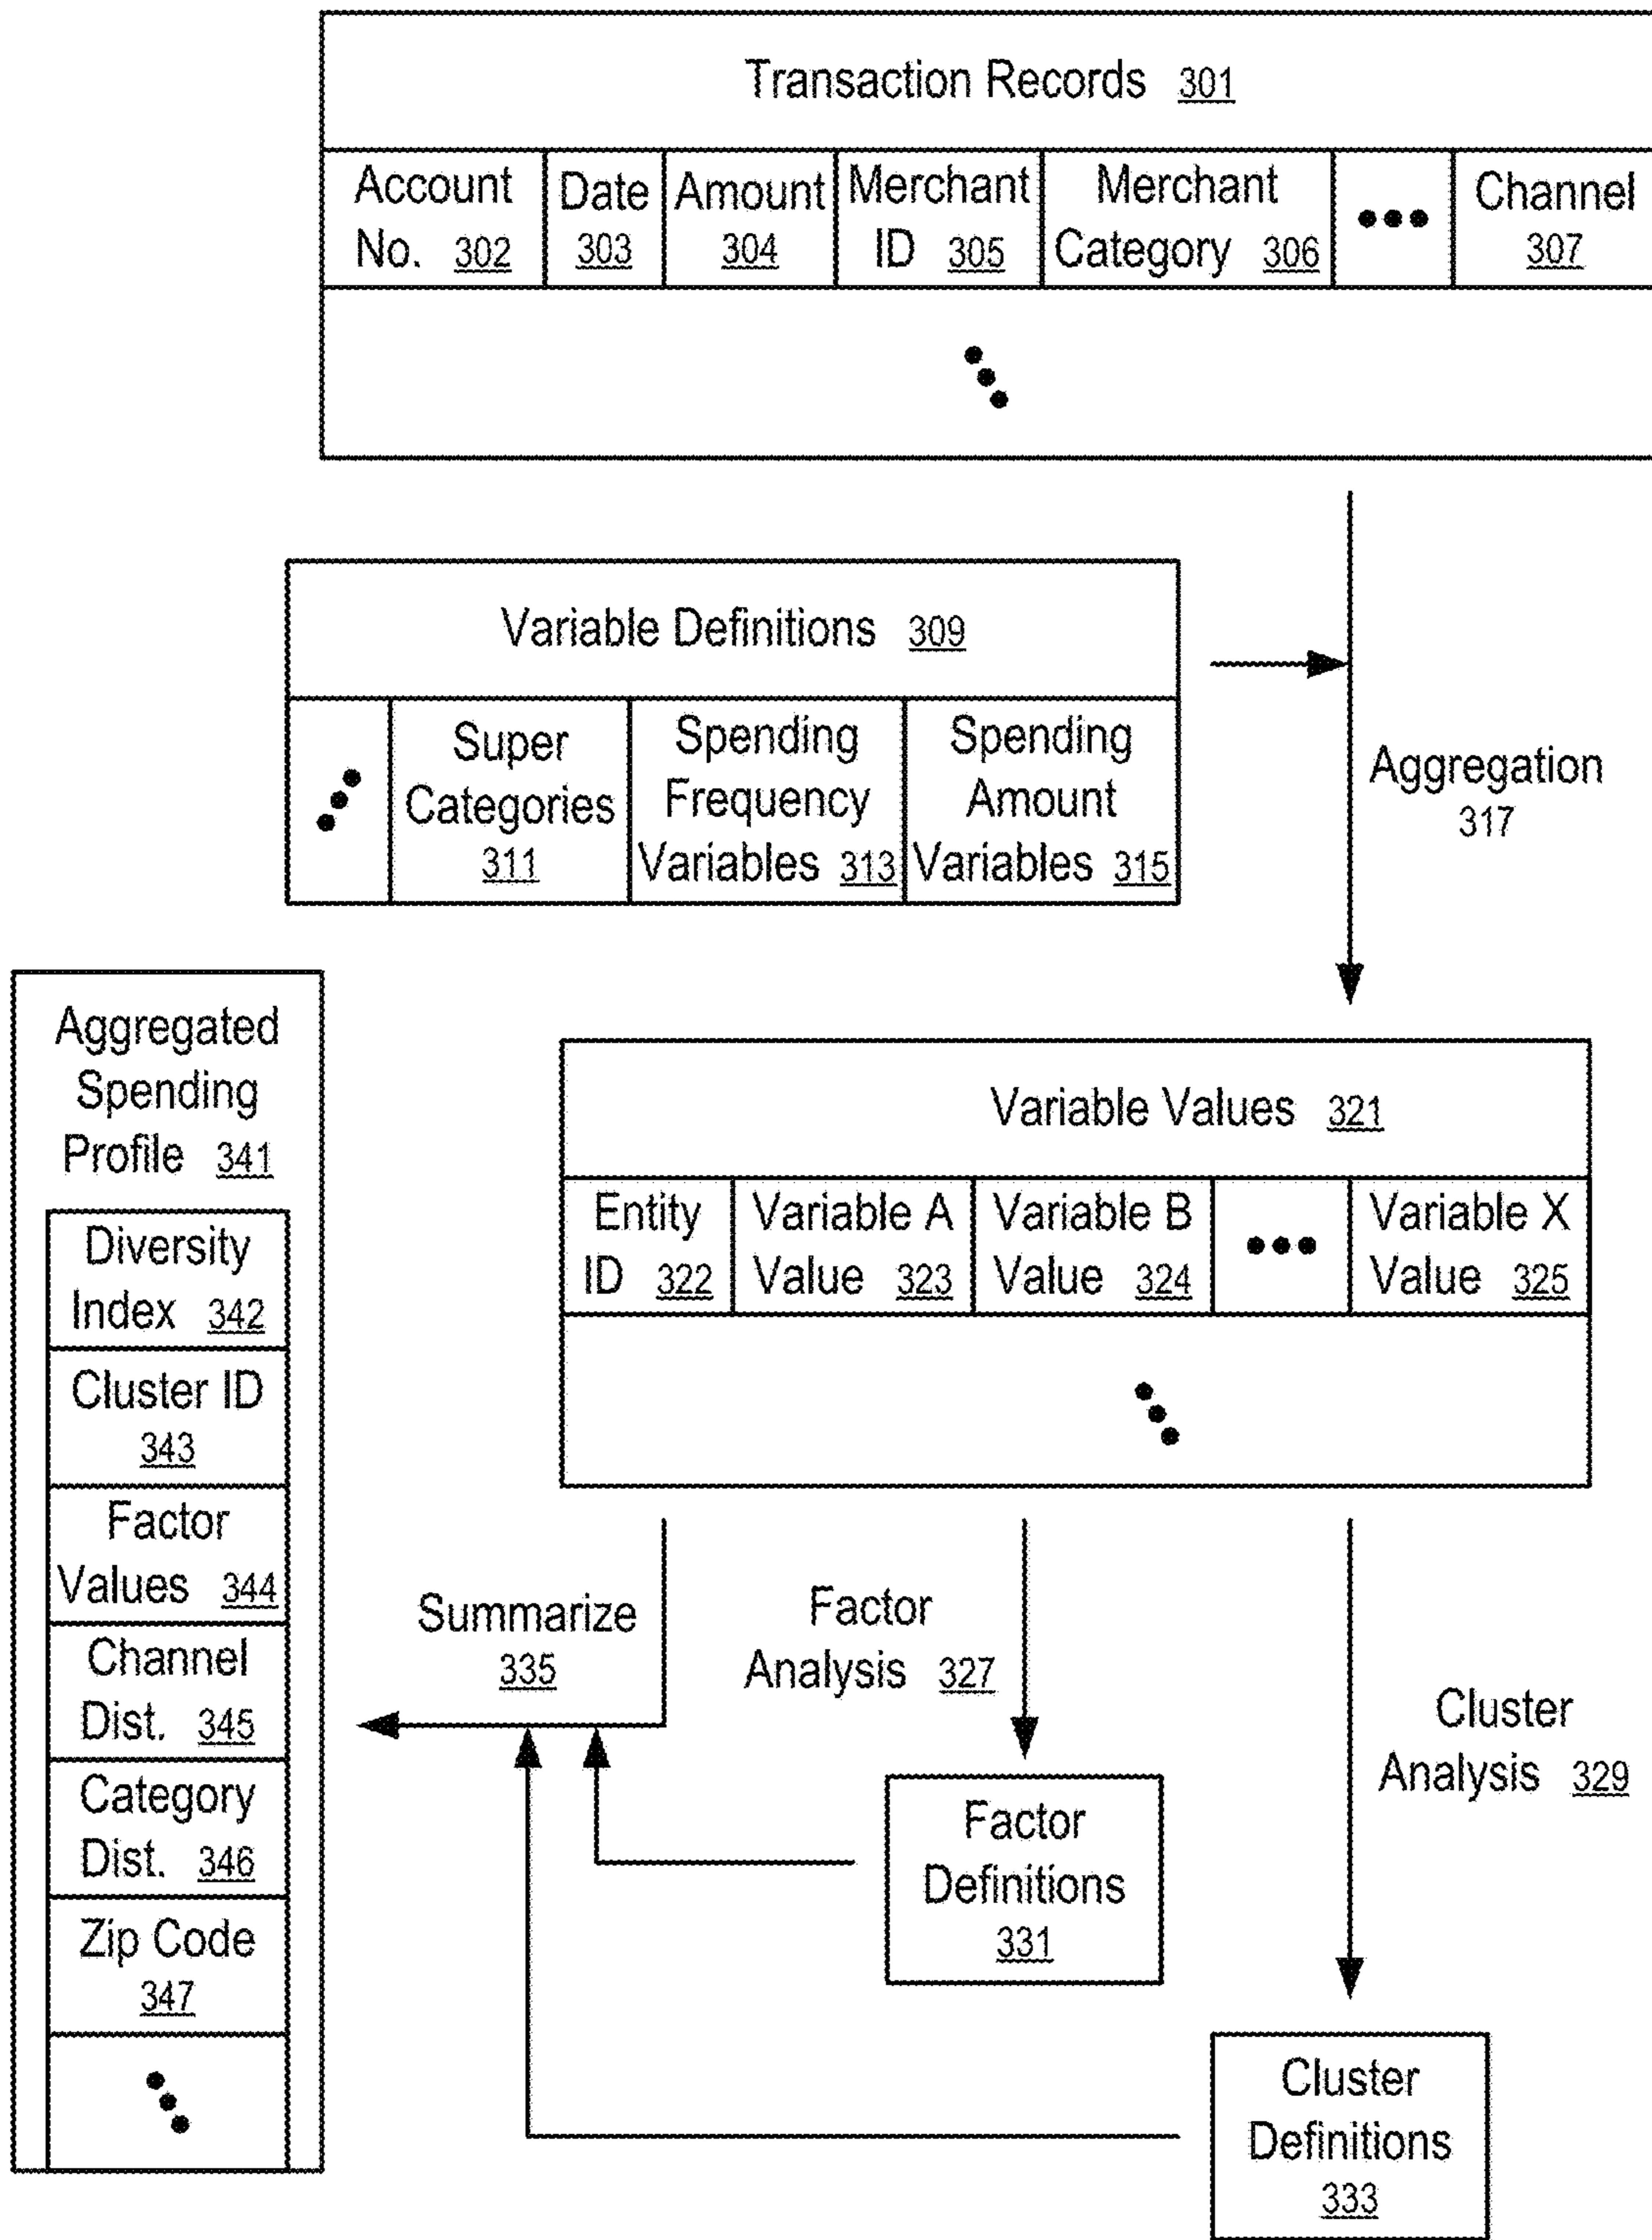 Transaction Records 301
Account
No. 302
Date
303
Amount
304
Merchant
ID 305
Merchant
Category 306
Channel
307
Variable Definitions 309
Super
Categories
311
Spending
Frequency
Variables 313
Spending
Amount
Variables 315
Aggregation
317
Aggregated
Spending
Profile 341
Diversity
Index 342
Cluster ID
343
Factor
Values 344
Channel
Dist. 345
Category
Dist. 346
Zip Code
347
Variable Values 321
Entity
ID 322
Variable A
Value 323
Variable B
Value 324
Variable X
Value 325
Summarize
335
Factor
Analysis 327
Cluster
Analysis 329
Factor
Definitions
331
Cluster
Definitions
333